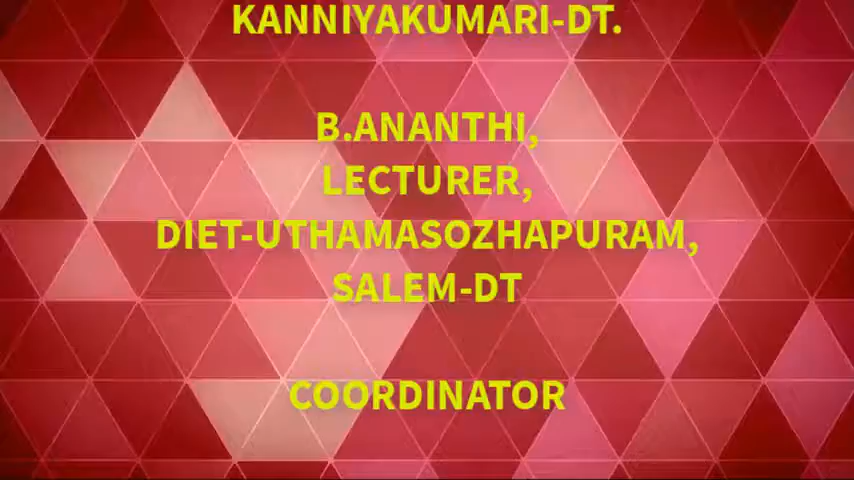 KANNIYAKUMARI-DT.
B.ANANTHI,
LECTURER,
DIET-UTHAMASOZHAPURAM,
SALEM-DT
COORDINATOR